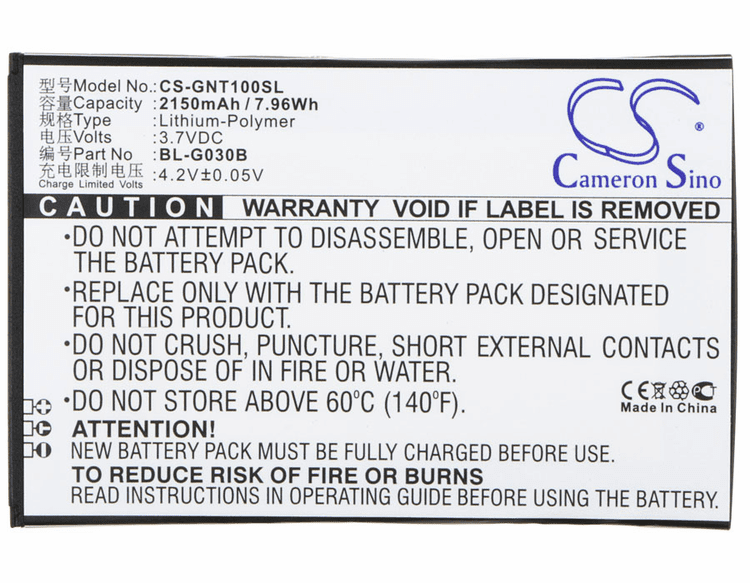 型号Model No.:CS-GNT100SL
容量Capacity :2150mAh / 7.96Wh
规格Type :Lithium-Polymer
电压Volts :3.7VDC
编号Part No :BL-G030B
充电限制电压:4.2V±0.05V
Charge Limited Volts
CS
®
Cameron Sino
CAUTION WARRANTY VOID IF LABEL IS REMOVED
•DO NOT ATTEMPT TO DISASSEMBLE, OPEN OR SERVICE
THE BATTERY PACK.
•REPLACE ONLY WITH THE BATTERY PACK DESIGNATED
FOR THIS PRODUCT.
•DO NOT CRUSH, PUNCTURE, SHORT EXTERNAL CONTACTS
OR DISPOSE OF IN FIRE OR WATER.
•DO NOT STORE ABOVE 60°C (140°F).
CE
Made In China
ATTENTION!
NEW BATTERY PACK MUST BE FULLY CHARGED BEFORE USE.
TO REDUCE RISK OF FIRE OR BURNS
READ INSTRUCTIONS IN OPERATING GUIDE BEFORE USING THE BATTERY.